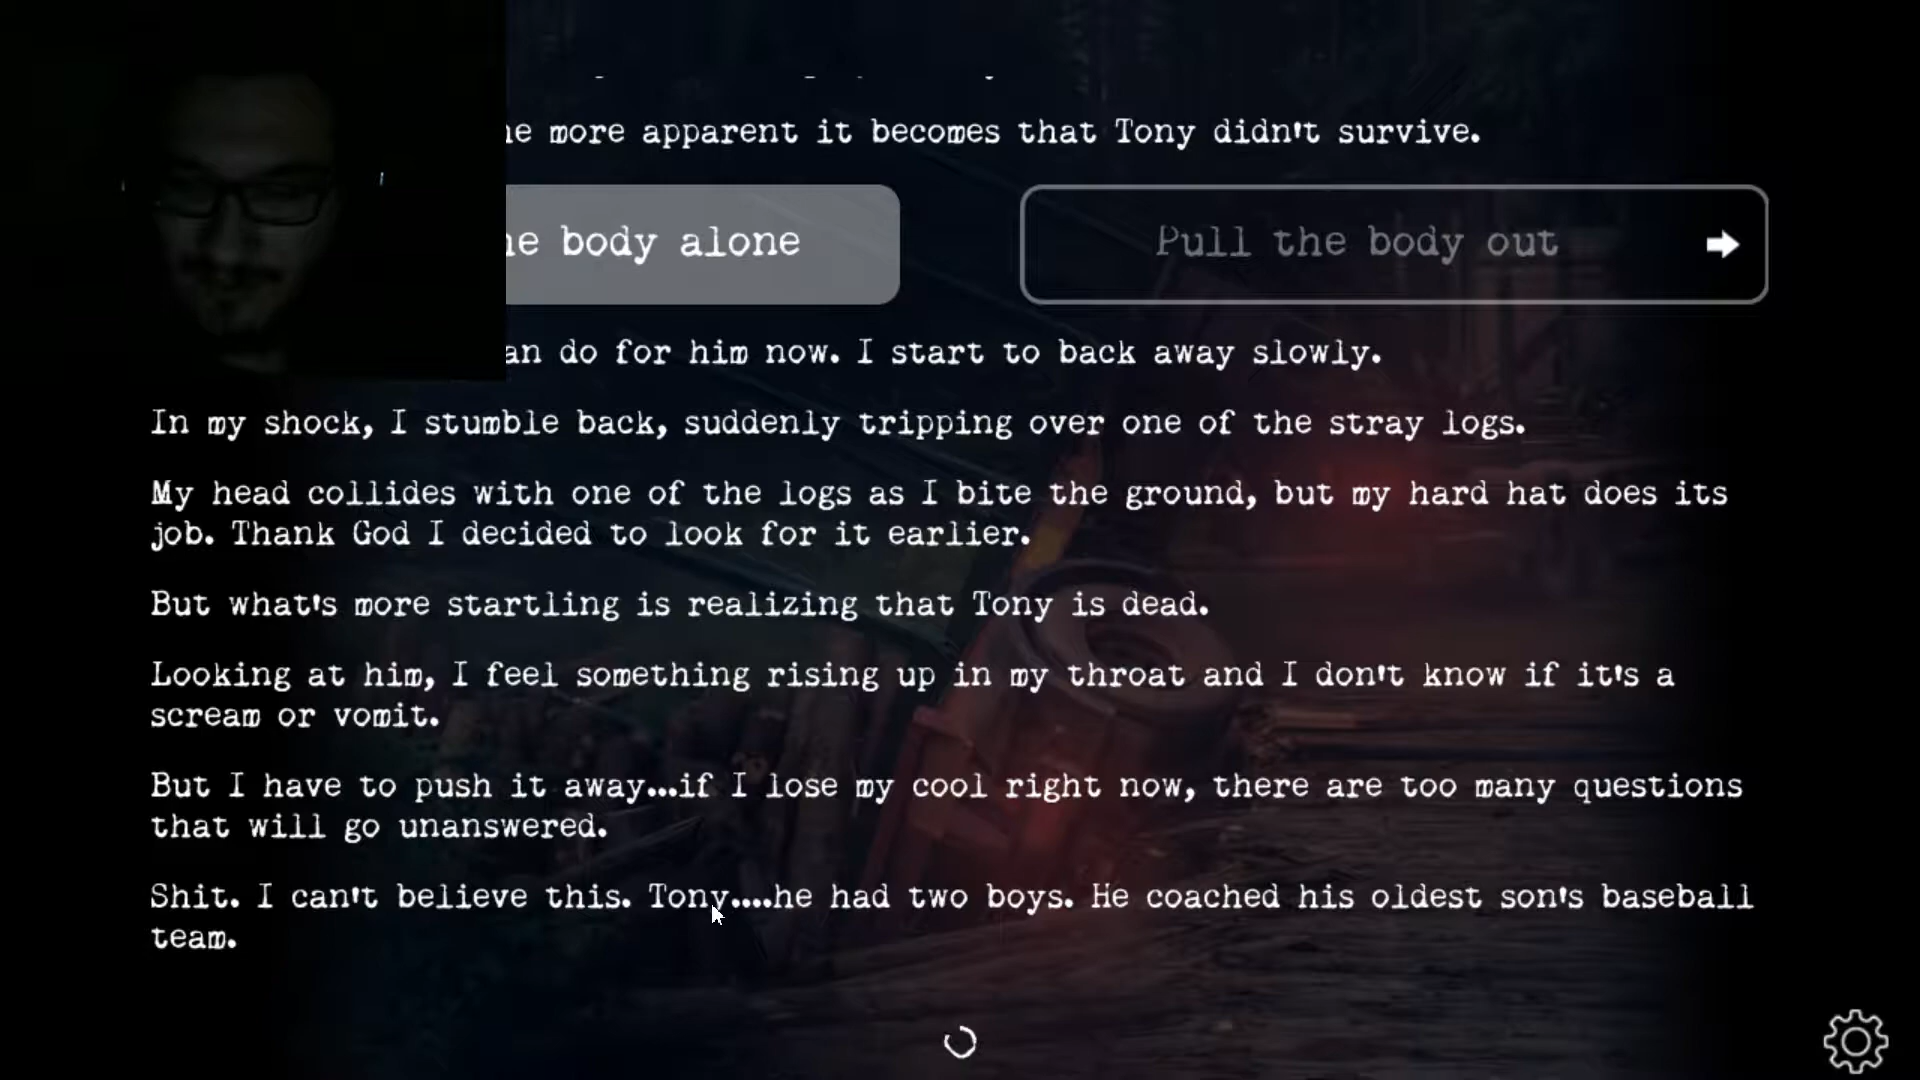 he more apparent it becomes that Tony didn't survive.
he body alone
Pull the body out
an do for him now. I start to back away slowly.
In my shock, I stumble back, suddenly tripping over one of the stray logs.
My head collides with one of the logs as I bite the ground, but my hard hat does its
job. Thank God I decided to look for it earlier.
But what's more startling is realizing that Tony is dead.
Looking at him, I feel something rising up in my throat and I don't know if it's a
scream or vomit.
But I have to push it away...if I lose my cool right now, there are too many questions
that will go unanswered.
Shit. I can't believe this. Tony....he had two boys. He coached his oldest son's baseball
team.